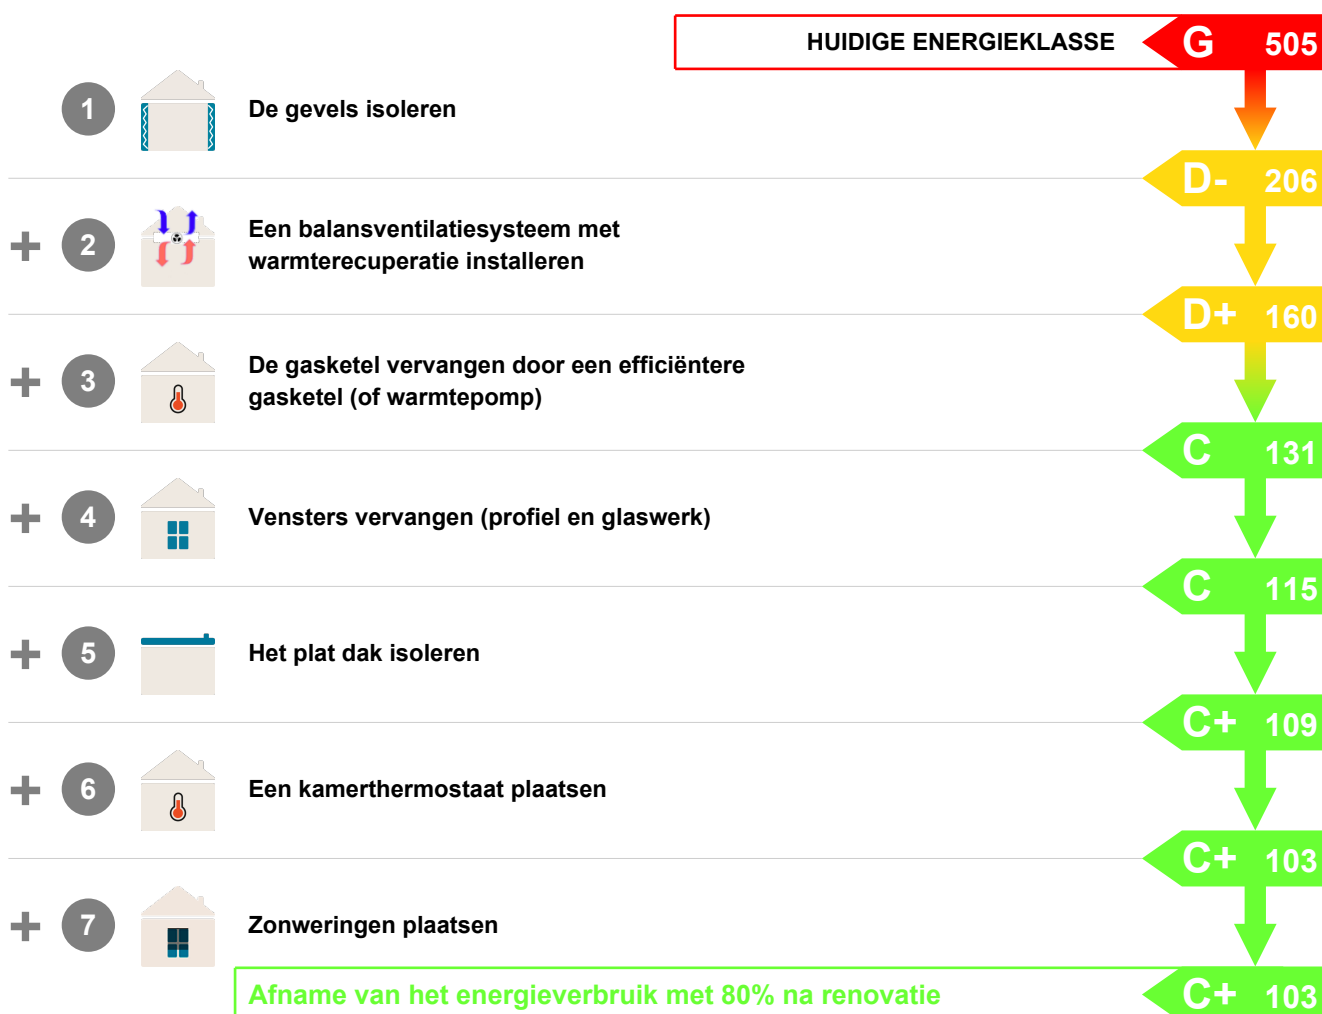 HUIDIGE ENERGIEKLASSE G 505
1 De gevels isoleren
D- 206
+ 2 Een balansventilatiesysteem met
warmterecuperatie installeren
D+ 160
+ 3 De gasketel vervangen door een efficiëntere
gasketel (of warmtepomp)
C 131
+ 4 Vensters vervangen (profiel en glaswerk)
C 115
+ 5 Het plat dak isoleren
C+ 109
+ 6 Een kamerthermostaat plaatsen
C+ 103
+ 7 Zonweringen plaatsen
Afname van het energieverbruik met 80% na renovatie C+ 103